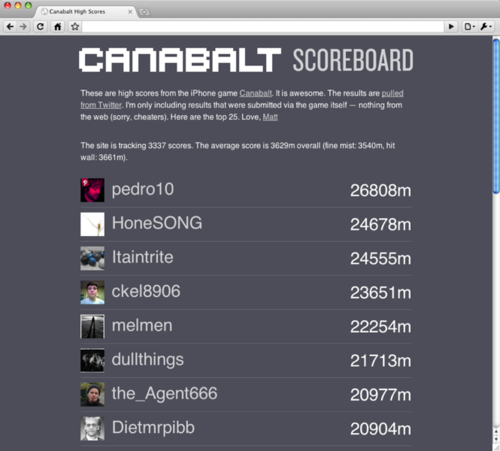 Canabalt High Scores
CANABALT SCOREBOARD
These are high scores from the iPhone game Canabalt. It is awesome. The results are pulled
from Twitter. I'm only including results that were submitted via the game itself — nothing from
the web (sorry, cheaters). Here are the top 25. Love, Matt
The site is tracking 3337 scores. The average score is 3629m overall (fine mist: 3540m, hit
wall: 3661m).
pedro10 26808m
HoneSONG 24678m
Itaintrite 24555m
ckel8906 23651m
melmen 22254m
dullthings 21713m
the_Agent666 20977m
Dietmrpibb 20904m